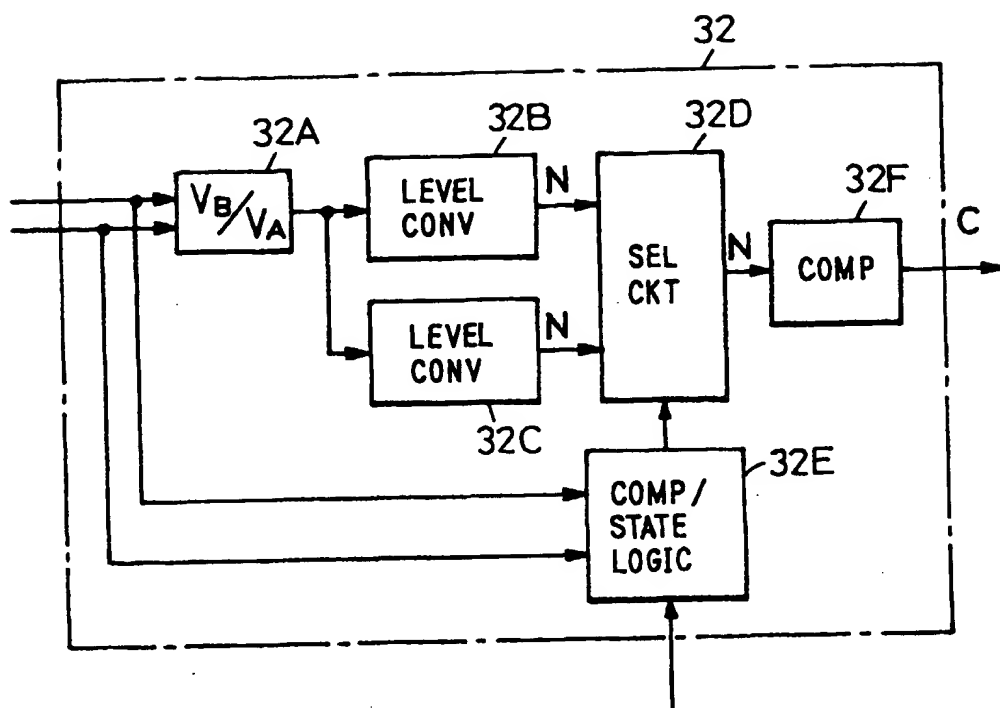 32
32A
32B
32D
32F
VB/VA
LEVEL
CONV
N
SEL
CKT
N
COMP
C
LEVEL
CONV
N
32C
32E
COMP/
STATE
LOGIC